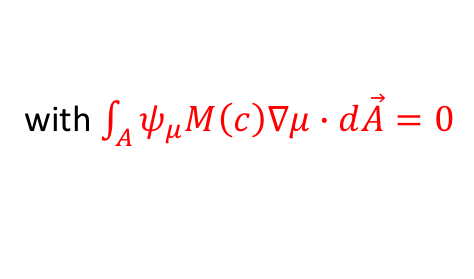 with ∫_A ψ_μ M(c)∇μ · dA⃗ = 0